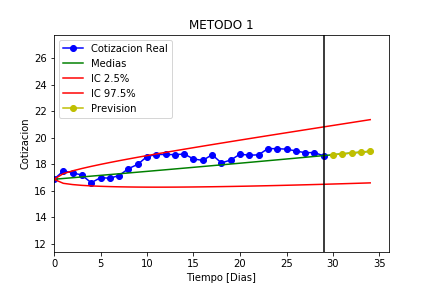 METODO 1
Cotizacion Real
Medias
IC 2.5%
IC 97.5%
Prevision
Cotizacion
26
24
22
20
18
16
14
12
0 5 10 15 20 25 30 35
Tiempo [Dias]